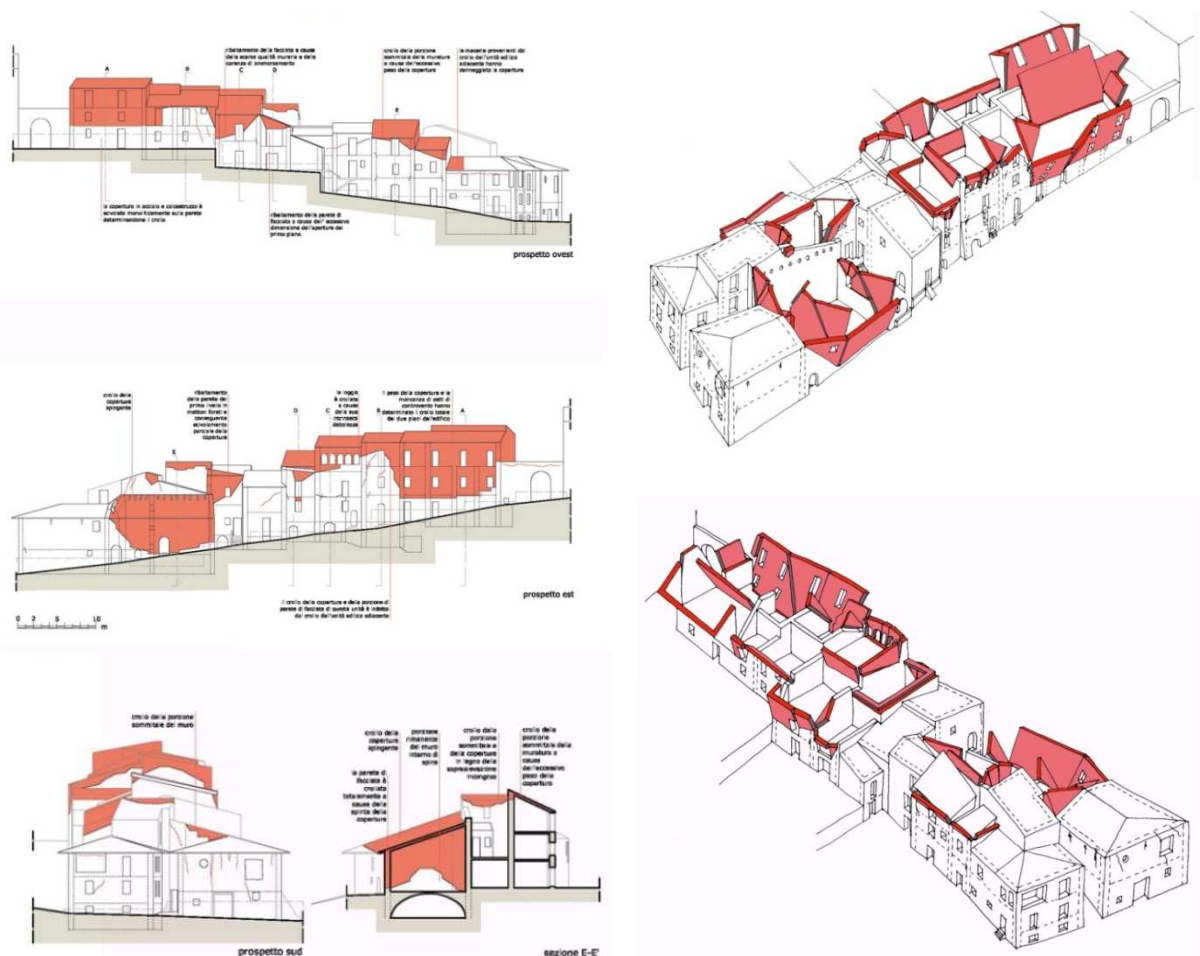 ribaltamento della facciata a causa
della scarsa qualità muraria e della
carenza di ammorsamento
crollo della porzione
sommitale della muratura
a causa dell'eccessivo
peso della copertura
le macerie provenienti dal
crollo dell'unità edilizia
adiacente hanno
danneggiato la copertura
A
B
C
D
E
la copertura in acciaio e calcestruzzo è
scivolata monoliticamente sulla parete
determinandone il crollo
ribaltamento della parete di
facciata a causa dell'eccessiva
dimensione dell'apertura del
primo piano
prospetto ovest
crollo della
copertura
spingente
ribaltamento
della parete del
primo livello in
mattoni forati e
conseguente
scivolamento
parziale della
copertura
la loggia
è crollata
a causa
della sua
intrinseca
debolezza
il peso della copertura e la
mancanza di setti di
controvento hanno
determinato il crollo totale
dei due piani dell'edificio
E
D
C
B
A
il crollo della copertura e della porzione di
parete di facciata di questa unità è indotto
dal crollo dell'unità edilizia adiacente
prospetto est
0 2 5 10
m
crollo della porzione
sommitale del muro
prospetto sud
la parete di
facciata è
crollata
totalmente a
causa della
spinta della
copertura
crollo della
copertura
spingente
porzione
rimanente
del muro
interno di
spina
crollo della
porzione
sommitale e
della copertura
in legno della
sopraelevazione
incongrua
crollo della
porzione
sommitale della
muratura a
causa
dell'eccessivo
peso della
copertura
sezione E-E'